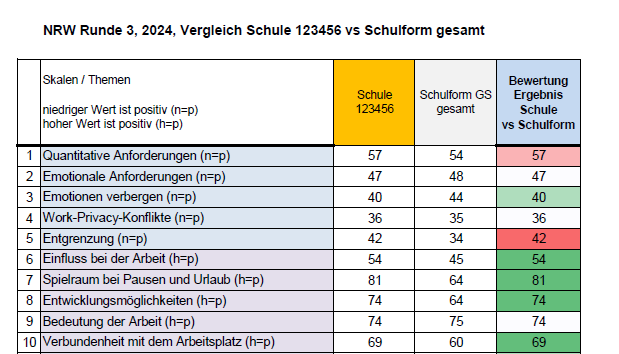 NRW Runde 3, 2024, Vergleich Schule 123456 vs Schulform gesamt
Skalen / Themen
niedriger Wert ist positiv (n=p)
hoher Wert ist positiv (h=p)
Schule
123456
Schulform GS
gesamt
Bewertung
Ergebnis
Schule
vs Schulform
1 Quantitative Anforderungen (n=p) 57 54 57
2 Emotionale Anforderungen (n=p) 47 48 47
3 Emotionen verbergen (n=p) 40 44 40
4 Work-Privacy-Konflikte (n=p) 36 35 36
5 Entgrenzung (n=p) 42 34 42
6 Einfluss bei der Arbeit (h=p) 54 45 54
7 Spielraum bei Pausen und Urlaub (h=p) 81 64 81
8 Entwicklungsmöglichkeiten (h=p) 74 64 74
9 Bedeutung der Arbeit (h=p) 74 75 74
10 Verbundenheit mit dem Arbeitsplatz (h=p) 69 60 69